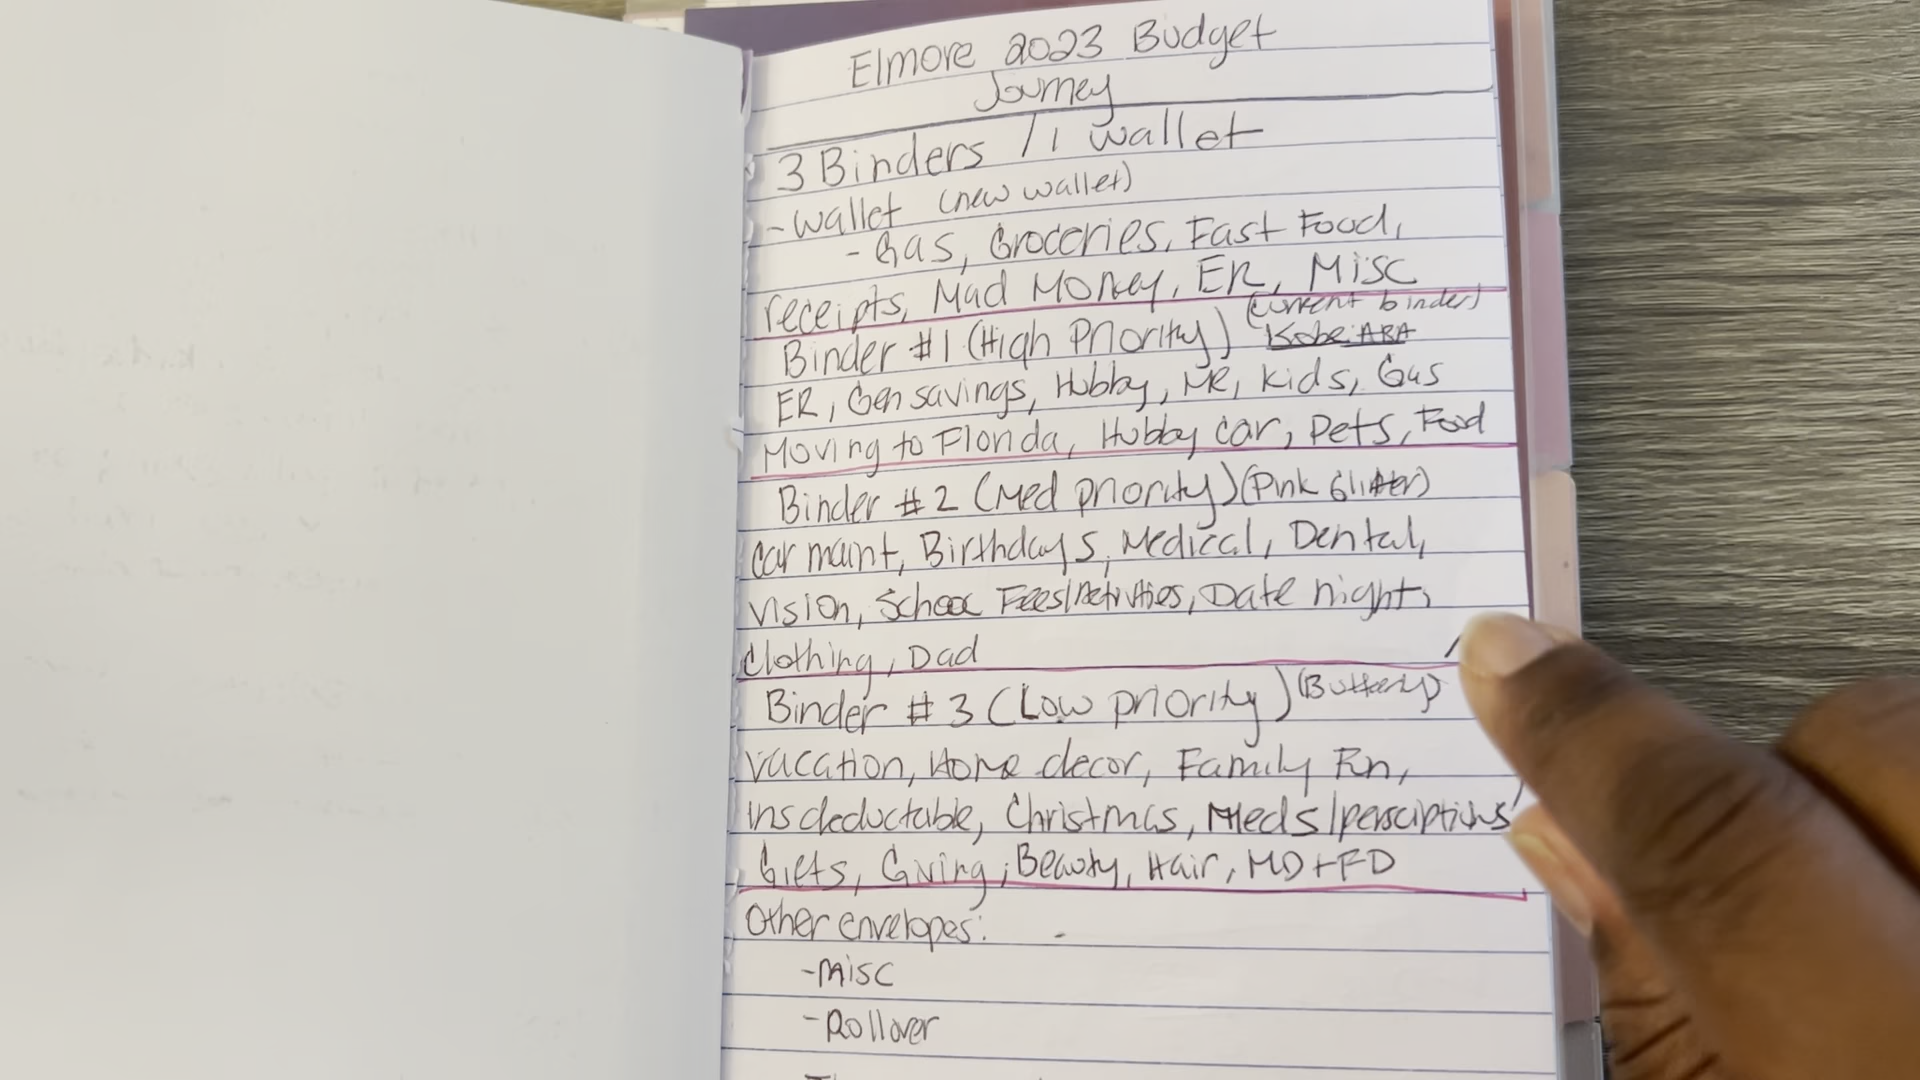 Elmore 2023 Budget
Journey
3 Binders / 1 wallet
- wallet (new wallet)
- Gas, Groceries, Fast Food,
receipts, Mad Money, ER, Misc
(current binder)
Binder #1 (High Priority)
ER, Gen savings, Hubby, ME, Kids, Gas
Moving to Florida, Hubby car, Pets, Food
Binder #2 (Med priority) (Pink Glitter)
car maint, Birthdays, Medical, Dental,
vision, School Fees/Activities, Date night,
Clothing, Dad
Binder #3 (Low priority)
vacation, Home decor, Family Fun,
ins deductable, Christmas, Meds/persciptions
Gifts, Giving, Beauty, Hair, MD+FD
Other envelopes:
-misc
-Rollover